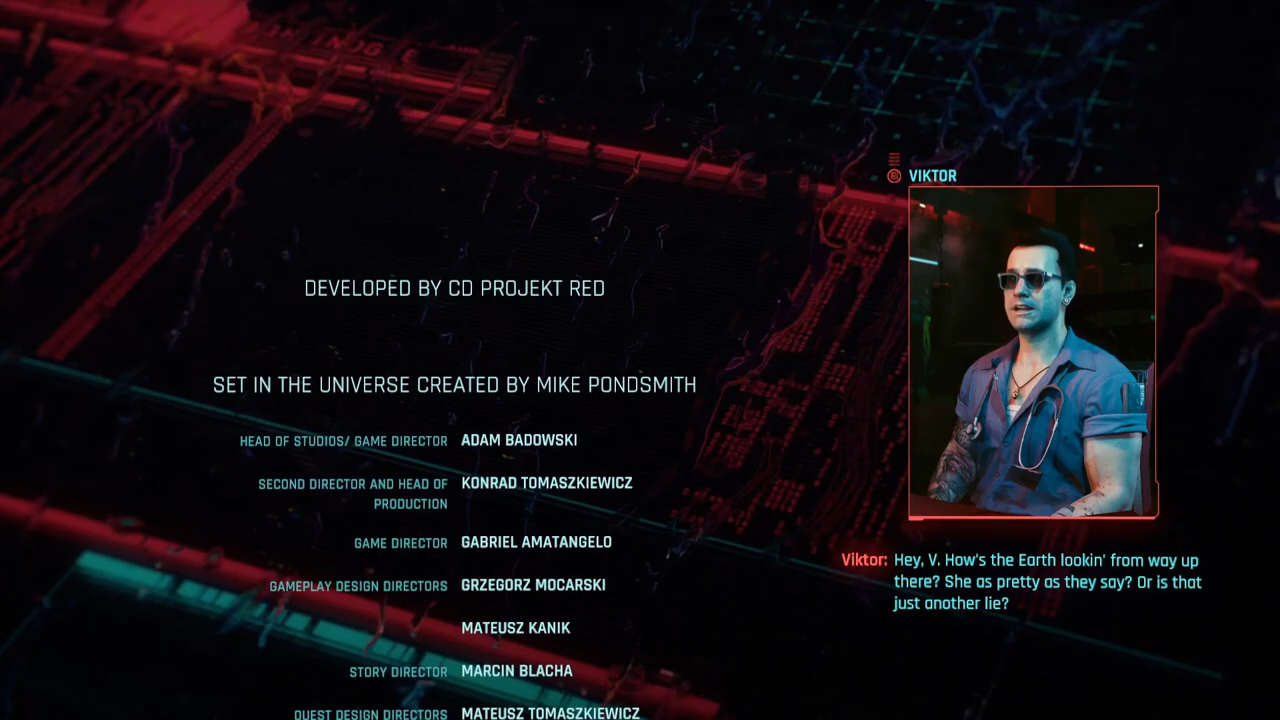 DEVELOPED BY CD PROJEKT RED
SET IN THE UNIVERSE CREATED BY MIKE PONDSMITH
HEAD OF STUDIOS/ GAME DIRECTOR ADAM BADOWSKI
SECOND DIRECTOR AND HEAD OF PRODUCTION KONRAD TOMASZKIEWICZ
GAME DIRECTOR GABRIEL AMATANGELO
GAMEPLAY DESIGN DIRECTORS GRZEGORZ MOCARSKI
MATEUSZ KANIK
STORY DIRECTOR MARCIN BLACHA
QUEST DESIGN DIRECTORS MATEUSZ TOMASZKIEWICZ
VIKTOR
Viktor: Hey, V. How's the Earth lookin' from way up
there? She as pretty as they say? Or is that
just another lie?